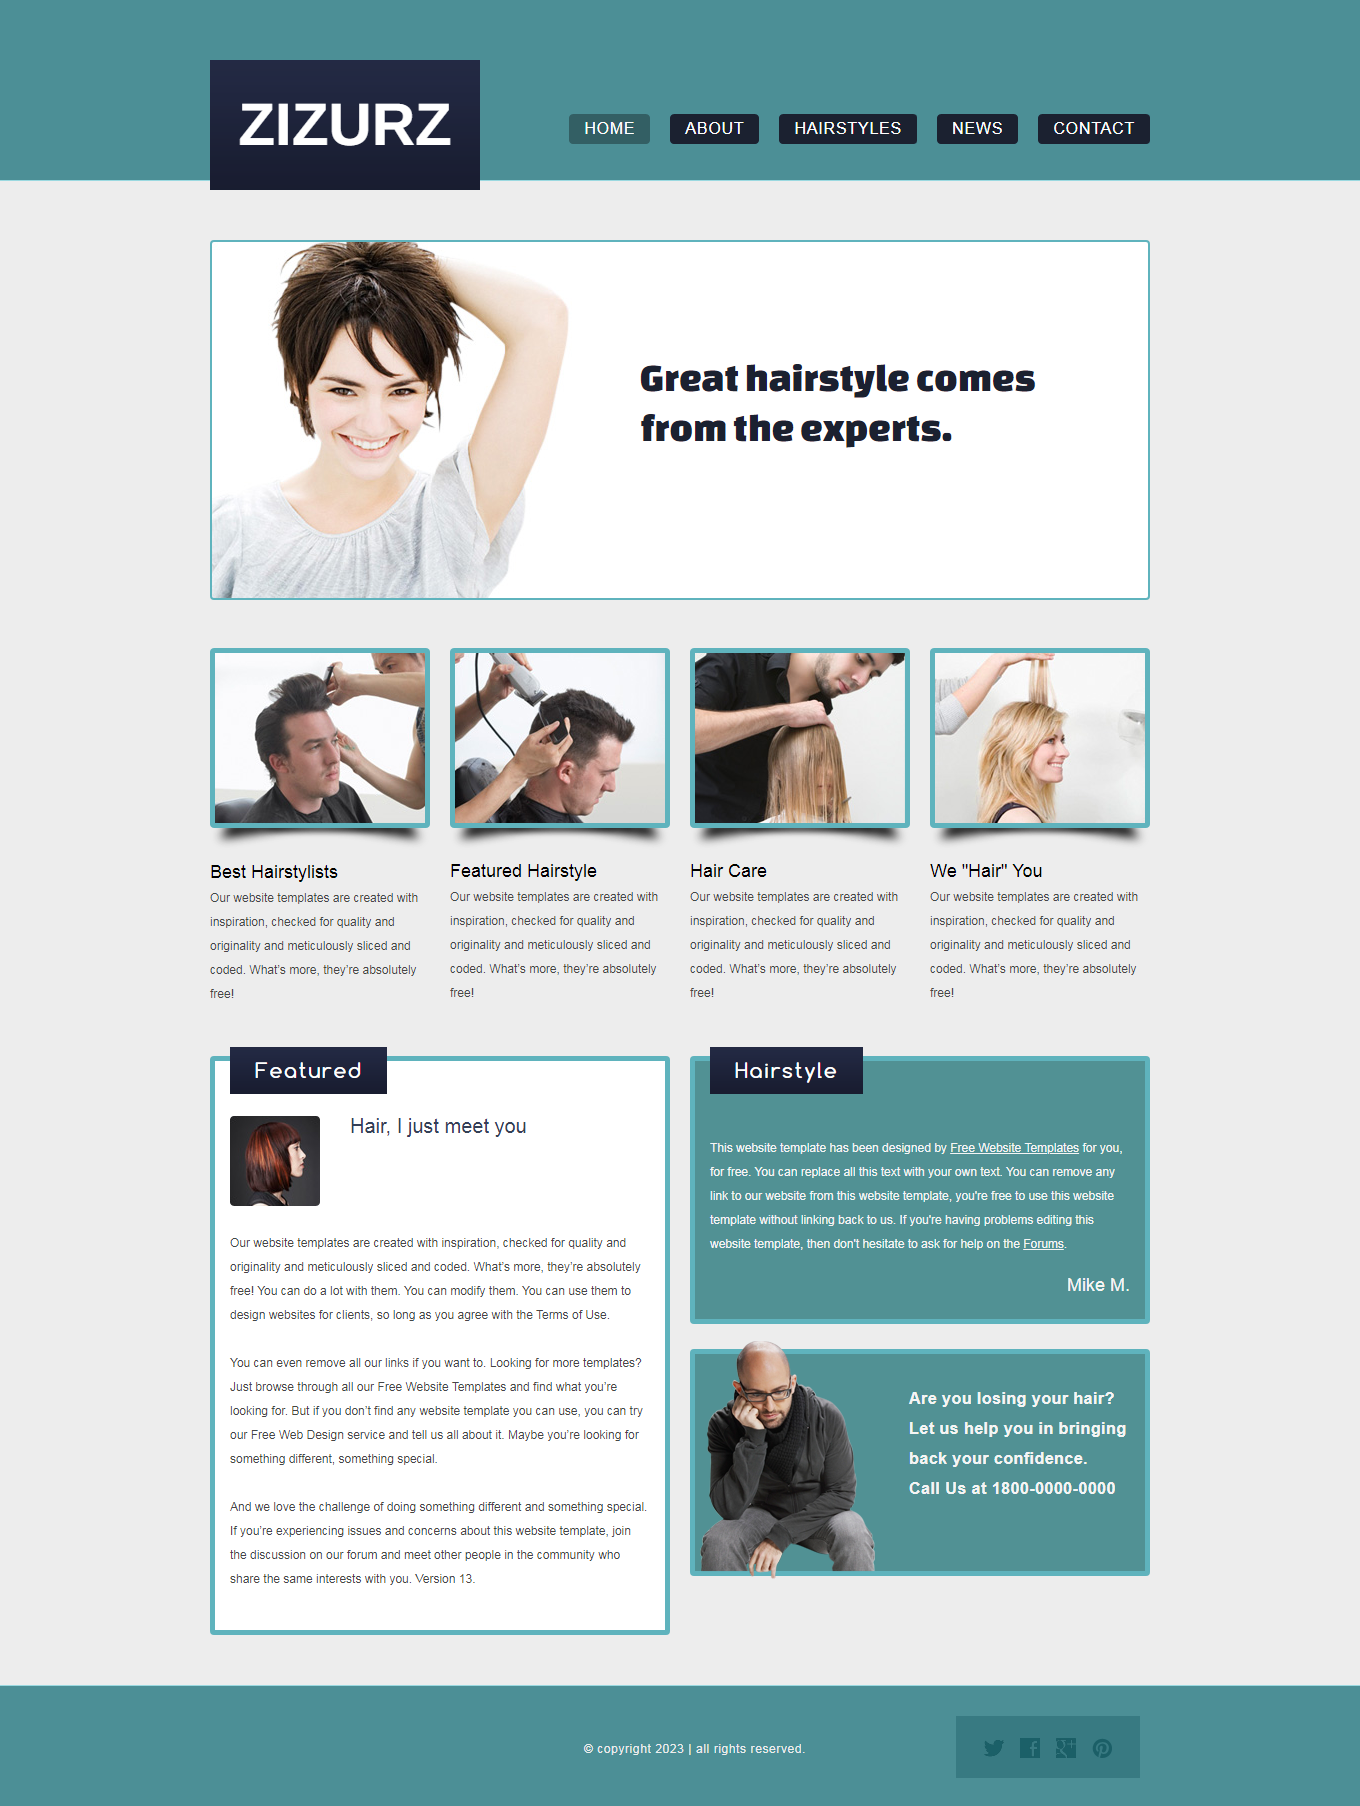 ZIZURZ
HOME
ABOUT
HAIRSTYLES
NEWS
CONTACT
Great hairstyle comes
from the experts.
Best Hairstylists
Our website templates are created with
inspiration, checked for quality and
originality and meticulously sliced and
coded. What’s more, they’re absolutely
free!
Featured Hairstyle
Our website templates are created with
inspiration, checked for quality and
originality and meticulously sliced and
coded. What’s more, they’re absolutely
free!
Hair Care
Our website templates are created with
inspiration, checked for quality and
originality and meticulously sliced and
coded. What’s more, they’re absolutely
free!
We "Hair" You
Our website templates are created with
inspiration, checked for quality and
originality and meticulously sliced and
coded. What’s more, they’re absolutely
free!
Featured
Hair, I just meet you
Our website templates are created with inspiration, checked for quality and
originality and meticulously sliced and coded. What’s more, they’re absolutely
free! You can do a lot with them. You can modify them. You can use them to
design websites for clients, so long as you agree with the Terms of Use.
You can even remove all our links if you want to. Looking for more templates?
Just browse through all our Free Website Templates and find what you’re
looking for. But if you don’t find any website template you can use, you can try
our Free Web Design service and tell us all about it. Maybe you’re looking for
something different, something special.
And we love the challenge of doing something different and something special.
If you’re experiencing issues and concerns about this website template, join
the discussion on our forum and meet other people in the community who
share the same interests with you. Version 13.
Hairstyle
This website template has been designed by Free Website Templates for you,
for free. You can replace all this text with your own text. You can remove any
link to our website from this website template, you're free to use this website
template without linking back to us. If you're having problems editing this
website template, then don't hesitate to ask for help on the Forums.
Mike M.
Are you losing your hair?
Let us help you in bringing
back your confidence.
Call Us at 1800-0000-0000
© copyright 2023 | all rights reserved.